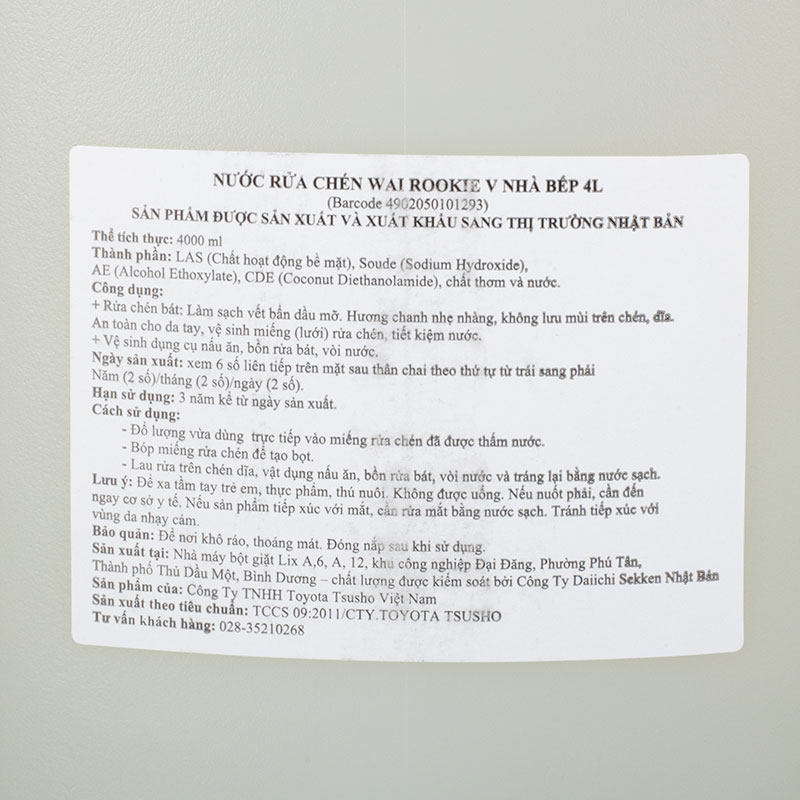 NƯỚC RỬA CHÉN WAI ROOKIE V NHÀ BẾP 4L
(Barcode 4902050101293)
SẢN PHẨM ĐƯỢC SẢN XUẤT VÀ XUẤT KHẨU SANG THỊ TRƯỜNG NHẬT BẢN
Thể tích thực: 4000 ml
Thành phần: LAS (Chất hoạt động bề mặt), Soude (Sodium Hydroxide),
AE (Alcohol Ethoxylate), CDE (Coconut Diethanolamide), chất thơm và nước.
Công dụng:
+ Rửa chén bát: Làm sạch vết bẩn dầu mỡ. Hương chanh nhẹ nhàng, không lưu mùi trên chén, dĩa.
An toàn cho da tay, vệ sinh miếng (lưới) rửa chén, tiết kiệm nước.
+ Vệ sinh dụng cụ nấu ăn, bồn rửa bát, vòi nước.
Ngày sản xuất: xem 6 số liên tiếp trên mặt sau thân chai theo thứ tự từ trái sang phải
Năm (2 số)/tháng (2 số)/ngày (2 số).
Hạn sử dụng: 3 năm kể từ ngày sản xuất.
Cách sử dụng:
- Đổ lượng vừa dùng trực tiếp vào miếng rửa chén đã được thấm nước.
- Bóp miếng rửa chén để tạo bọt.
- Lau rửa trên chén dĩa, vật dụng nấu ăn, bồn rửa bát, vòi nước và tráng lại bằng nước sạch.
Lưu ý: Để xa tầm tay trẻ em, thực phẩm, thú nuôi. Không được uống. Nếu nuốt phải, cần đến
ngay cơ sở y tế. Nếu sản phẩm tiếp xúc với mắt, cần rửa mắt bằng nước sạch. Tránh tiếp xúc với
vùng da nhạy cảm.
Bảo quản: Để nơi khô ráo, thoáng mát. Đóng nắp sau khi sử dụng.
Sản xuất tại: Nhà máy bột giặt Lix A,6, A, 12, khu công nghiệp Đại Đăng, Phường Phú Tân,
Thành phố Thủ Dầu Một, Bình Dương – chất lượng được kiểm soát bởi Công Ty Daiichi Sekken Nhật Bản
Sản phẩm của: Công Ty TNHH Toyota Tsusho Việt Nam
Sản xuất theo tiêu chuẩn: TCCS 09:2011/CTY.TOYOTA TSUSHO
Tư vấn khách hàng: 028-35210268